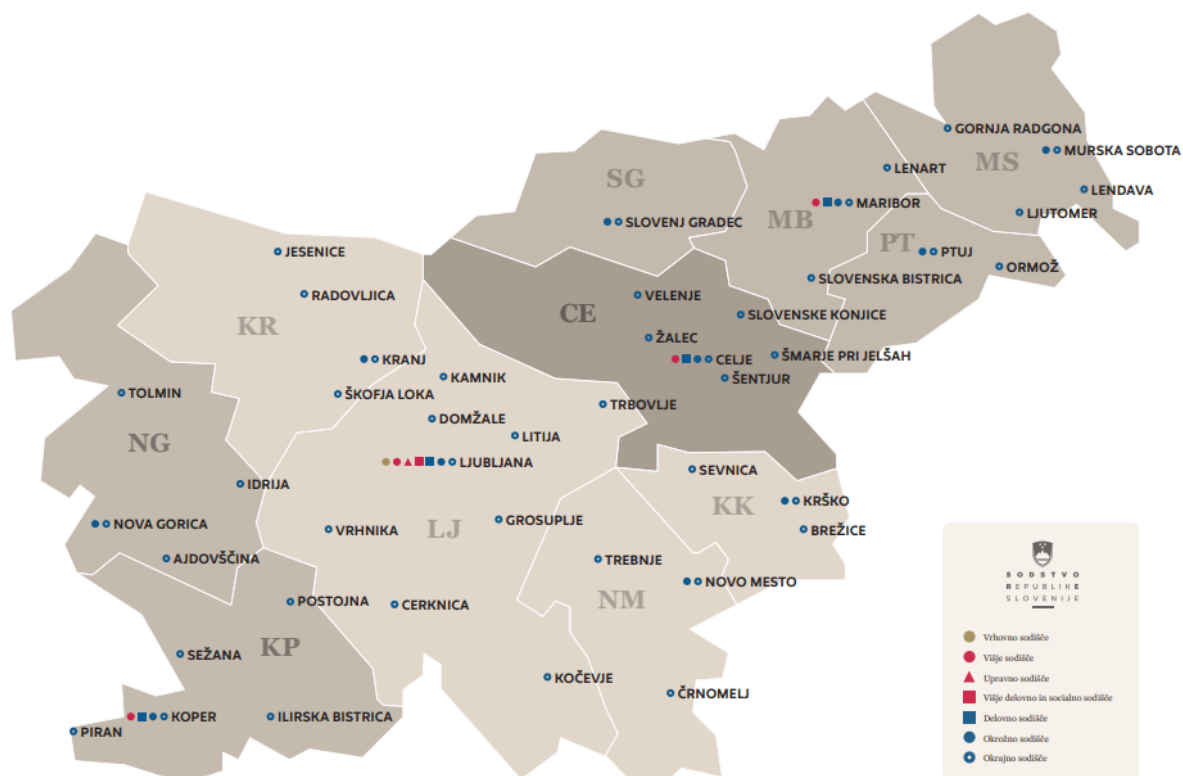 GORNJA RADGONA
MURSKA SOBOTA
MS
LENART
SG
LENDAVA
MARIBOR
LJUTOMER
MB
SLOVENJ GRADEC
PT
PTUJ
JESENICE
ORMOŽ
SLOVENSKA BISTRICA
RADOVLJICA
VELENJE
CE
SLOVENSKE KONJICE
KR
ŽALEC
ŠMARJE PRI JELŠAH
KRANJ
CELJE
KAMNIK
ŠENTJUR
TOLMIN
ŠKOFJA LOKA
TRBOVLJE
DOMŽALE
LITIJA
NG
LJUBLJANA
SEVNICA
IDRIJA
KRŠKO
KK
NOVA GORICA
GROSUPLJE
VRHNIKA
LJ
BREŽICE
AJDOVŠČINA
TREBNJE
NOVO MESTO
POSTOJNA
CERKNICA
NM
KP
SEŽANA
KOČEVJE
ČRNOMELJ
KOPER
ILIRSKA BISTRICA
PIRAN
SODSTVO
REPUBLIKE
SLOVENIJE
Vrhovno sodišče
Višje sodišče
Upravno sodišče
Višje delovno in socialno sodišče
Delovno sodišče
Okrožno sodišče
Okrajno sodišče